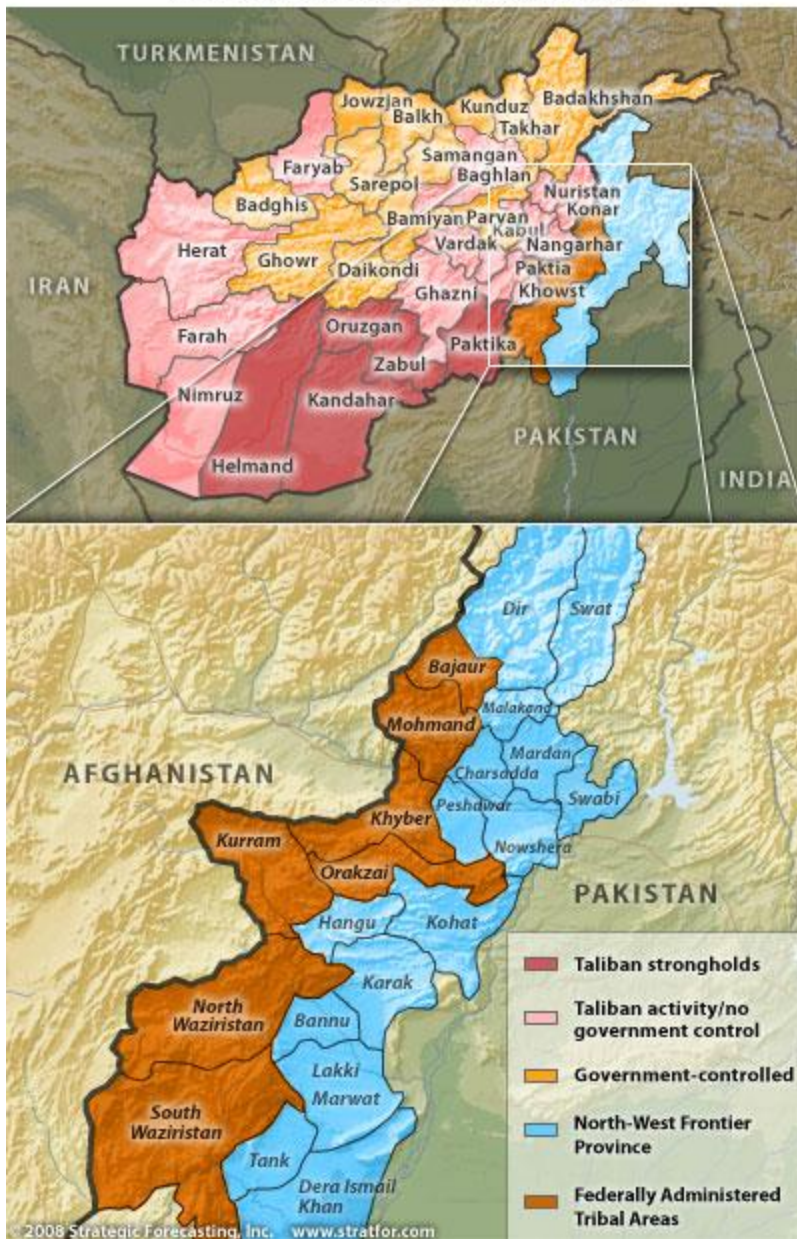 TURKMENISTAN
Jowzjan
Balkh
Kunduz
Badakhshan
Takhar
Faryab
Samangan
Baghlan
Sarepol
Nuristan
Badghis
Konar
Bamiyan
Parvan
Kabul
Herat
Vardak
Nangarhar
Ghowr
Daikondi
Paktia
IRAN
Ghazni
Khowst
Farah
Oruzgan
Paktika
Zabul
Nimruz
Kandahar
PAKISTAN
Helmand
INDIA
Dir
Swat
Bajaur
Malakand
Mohmand
Mardan
AFGHANISTAN
Charsadda
Peshawar
Swabi
Khyber
Kurram
Nowshera
Orakzai
PAKISTAN
Hangu
Kohat
Karak
North
Waziristan
Bannu
Lakki
Marwat
South
Waziristan
Tank
Dera Ismail
Khan
Taliban strongholds
Taliban activity/no
government control
Government-controlled
North-West Frontier
Province
Federally Administered
Tribal Areas
© 2008 Strategic Forecasting, Inc. www.stratfor.com